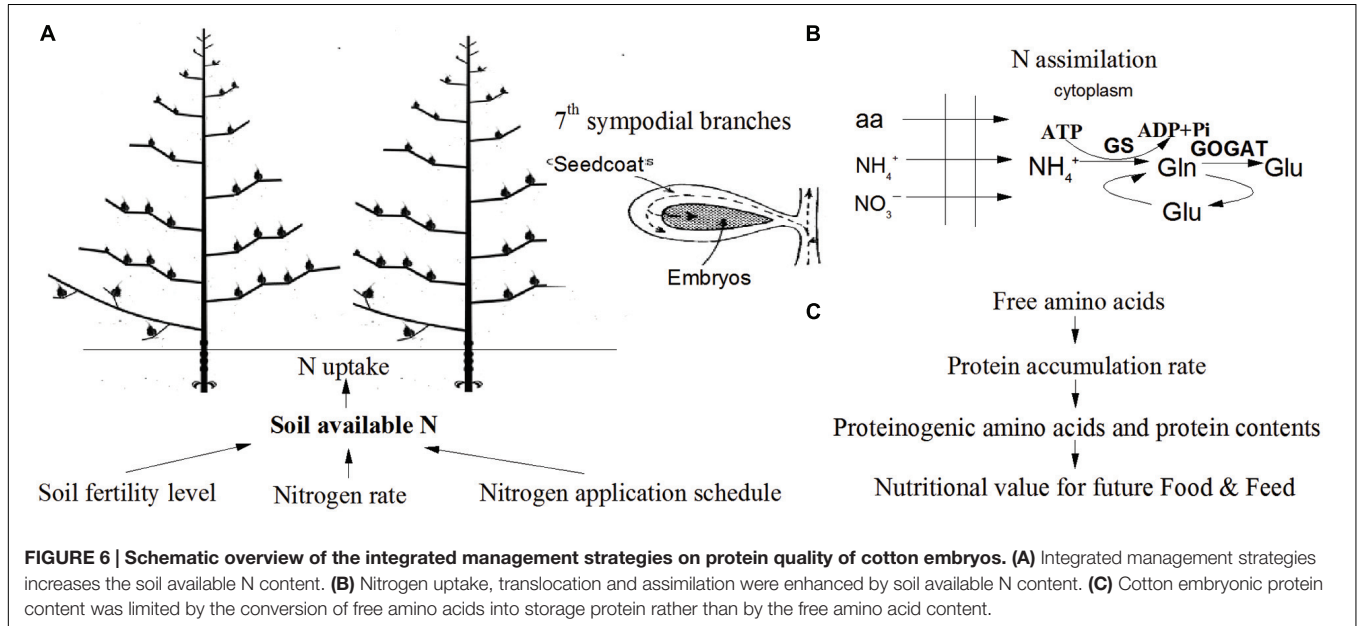 A
7th sympodial branches
Seedcoat
Embryos
N uptake
Soil available N
Soil fertility level
Nitrogen rate
Nitrogen application schedule
B
N assimilation
cytoplasm
aa
ATP
ADP+Pi
GS
GOGAT
NH4+
NH4+
Gln
Glu
NO3−
Glu
C
Free amino acids
Protein accumulation rate
Proteinogenic amino acids and protein contents
Nutritional value for future Food & Feed
FIGURE 6 | Schematic overview of the integrated management strategies on protein quality of cotton embryos. (A) Integrated management strategies
increases the soil available N content. (B) Nitrogen uptake, translocation and assimilation were enhanced by soil available N content. (C) Cotton embryonic protein
content was limited by the conversion of free amino acids into storage protein rather than by the free amino acid content.